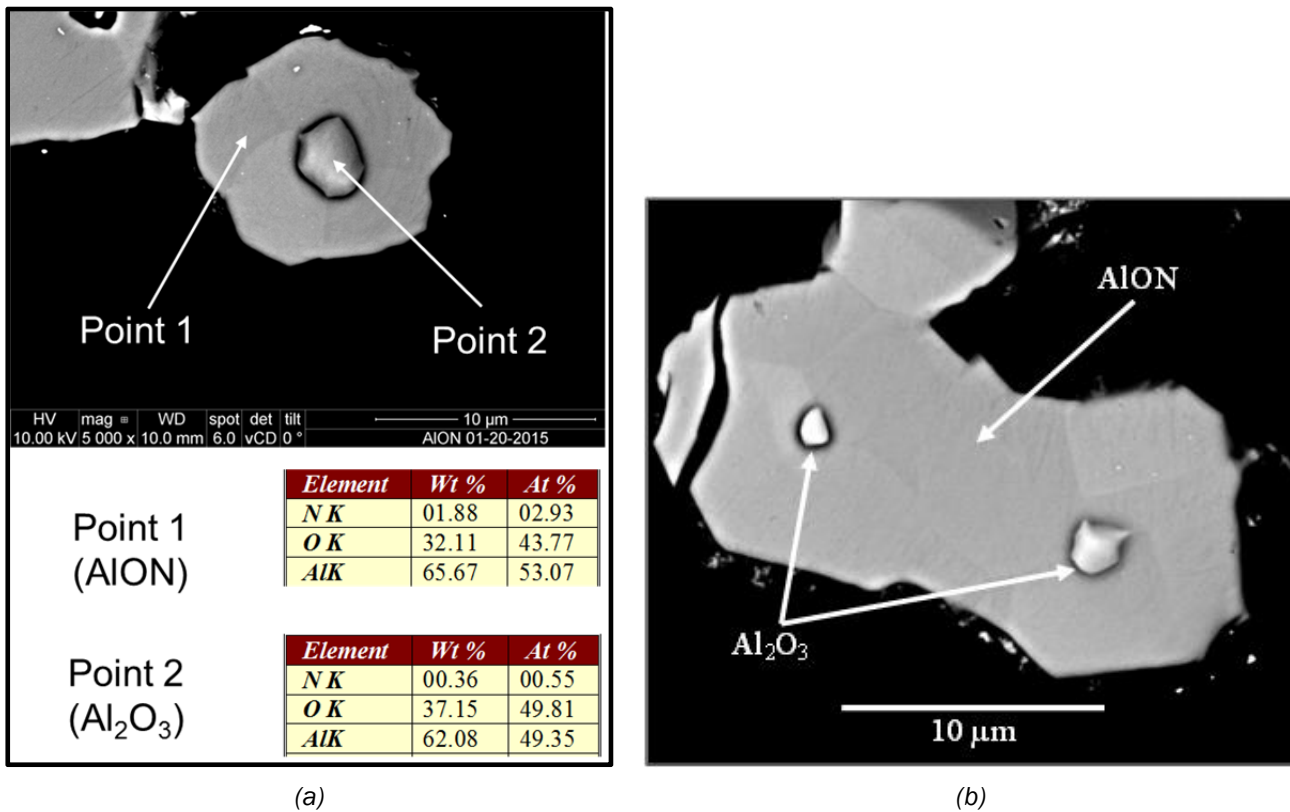 Point 1
Point 2
HV mag WD spot det tilt 10 µm
10.00 kV 5 000 x 10.0 mm 6.0 vCD 0 ° AlON 01-20-2015
Point 1
(AlON)
Element Wt % At %
N K 01.88 02.93
O K 32.11 43.77
AlK 65.67 53.07
Point 2
(Al₂O₃)
Element Wt % At %
N K 00.36 00.55
O K 37.15 49.81
AlK 62.08 49.35
(a)
AlON
Al₂O₃
10 µm
(b)